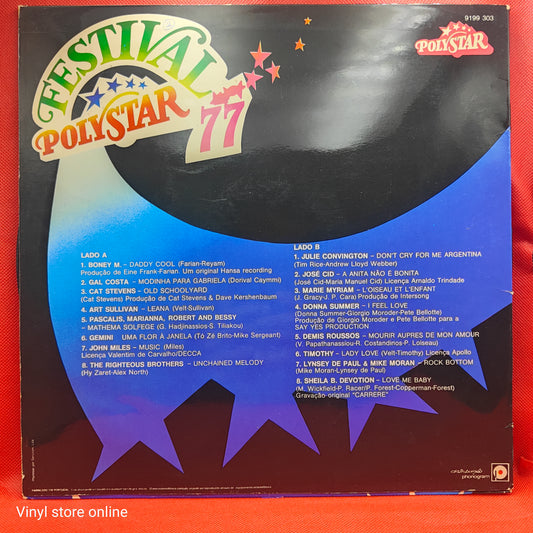 9199 303
POLYSTAR
FESTIVAL
POLYSTAR
77
LADO A
1. BONEY M. – DADDY COOL (Farian-Reyam)
Produção de Eine Frank-Farian. Um original Hansa recording
2. GAL COSTA – MODINHA PARA GABRIELA (Dorival Caymmi)
3. CAT STEVENS – OLD SCHOOLYARD
(Cat Stevens) Produção de Cat Stevens & Dave Kershenbaum
4. ART SULLIVAN – LEANA (Velt-Sullivan)
5. PASCALIS, MARIANNA, ROBERT AND BESSY
– MATHEMA SOLFEGE (G. Hadjinassios-S. Tiliakou)
6. GEMINI UMA FLOR À JANELA (Tó Zé Brito-Mike Sergeant)
7. JOHN MILES – MUSIC (Miles)
Licença Valentim de Carvalho/DECCA
8. THE RIGHTEOUS BROTHERS – UNCHAINED MELODY
(Hy Zaret-Alex North)
LADO B
1. JULIE CONVINGTON – DON'T CRY FOR ME ARGENTINA
(Tim Rice-Andrew Lloyd Webber)
2. JOSÉ CID – A ANITA NÃO É BONITA
(José Cid-Maria Manuel Cid) Licença Arnaldo Trindade
3. MARIE MYRIAM – L'OISEAU ET L'ENFANT
(J. Gracy-J. P. Cara) Produção de Intersong
4. DONNA SUMMER – I FEEL LOVE
(Donna Summer-Giorgio Moroder-Pete Bellotte)
Produção de Giorgio Moroder e Pete Bellotte para a
SAY YES PRODUCTION
5. DEMIS ROUSSOS – MOURIR AUPRES DE MON AMOUR
(V. Papathanassiou-R. Costandinos-P. Loiseau)
6. TIMOTHY – LADY LOVE (Velt-Timothy) Licença Apollo
7. LYNSEY DE PAUL & MIKE MORAN – ROCK BOTTOM
(Mike Moran-Lynsey de Paul)
8. SHEILA B. DEVOTION – LOVE ME BABY
(M. Wickfield-P. Racer/P. Forest-Copperman-Forest)
Gravação original "CARRERE"
phonogram
Vinyl store online